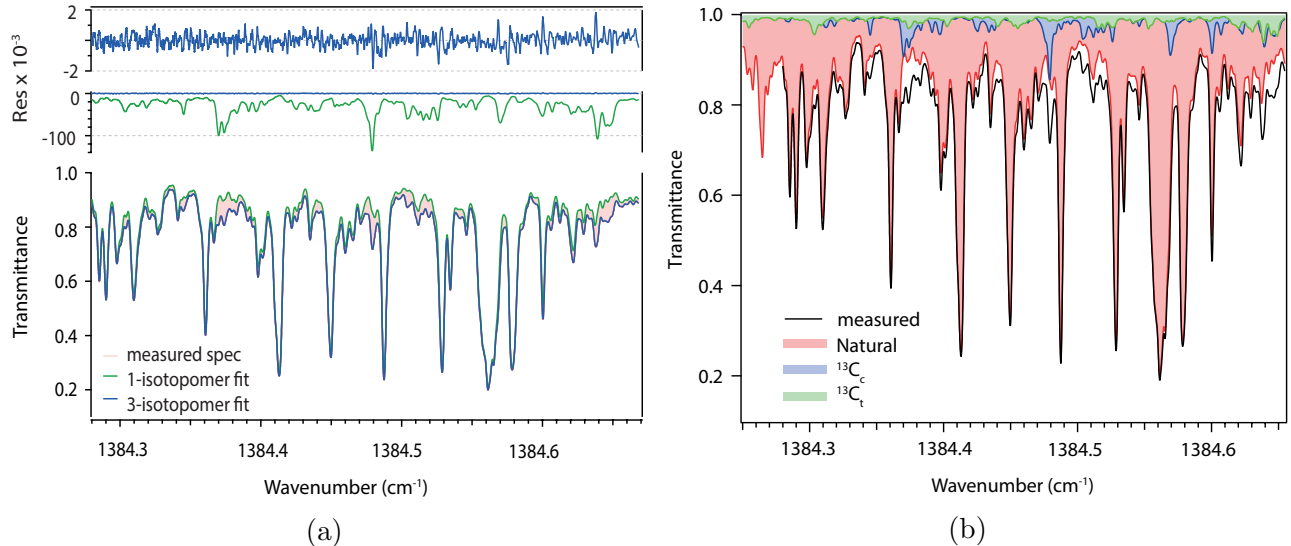 (a)
2
-2
Res x 10⁻³
0
-100
1.0
0.8
0.6
0.4
0.2
Transmittance
measured spec
1-isotopomer fit
3-isotopomer fit
1384.3 1384.4 1384.5 1384.6
Wavenumber (cm⁻¹)
(a)
(b)
1.0
0.8
0.6
0.4
0.2
Transmittance
measured
Natural
¹³C_c
¹³C_t
1384.3 1384.4 1384.5 1384.6
Wavenumber (cm⁻¹)
(b)